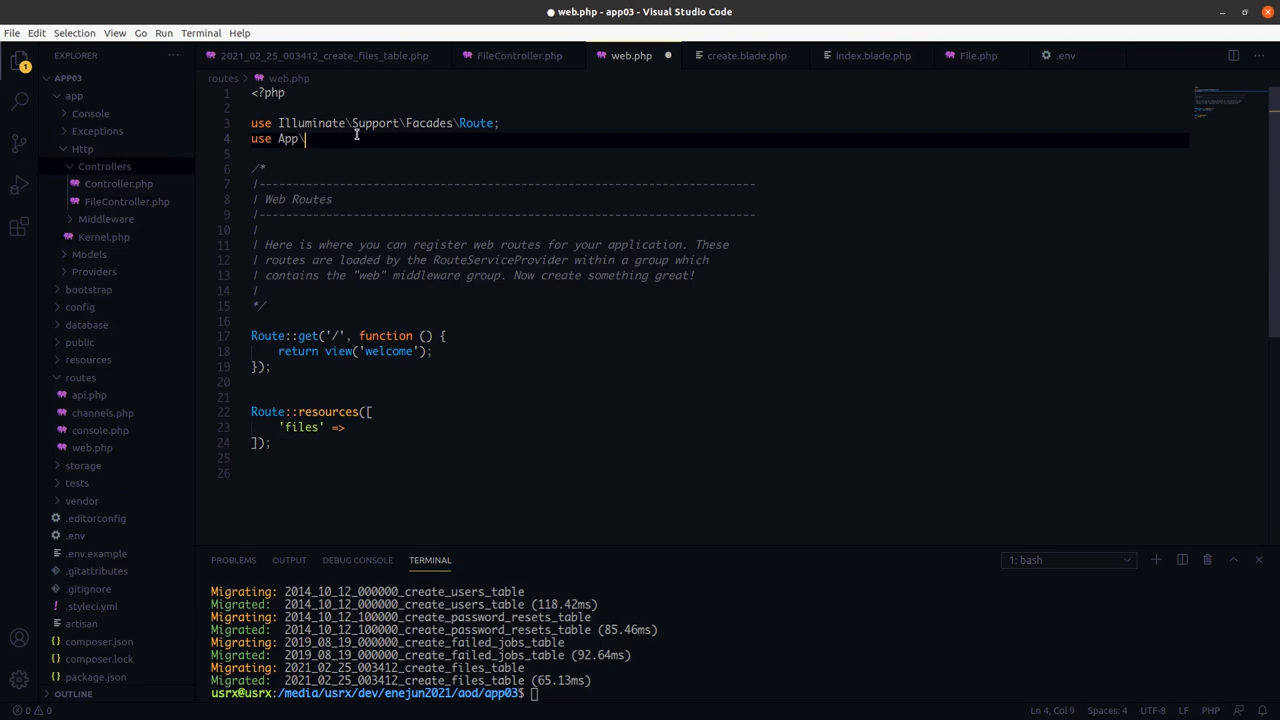 web.php - app03 - Visual Studio Code
File Edit Selection View Go Run Terminal Help
EXPLORER
2021_02_25_003412_create_files_table.php
FileController.php
web.php
create.blade.php
index.blade.php
File.php
.env
1
APP03
app
Console
Exceptions
Http
Controllers
Controller.php
FileController.php
Middleware
Kernel.php
Models
Providers
bootstrap
config
database
public
resources
routes
api.php
channels.php
console.php
web.php
storage
tests
vendor
.editorconfig
.env
.env.example
.gitattributes
.gitignore
.styleci.yml
artisan
composer.json
composer.lock
package.json
OUTLINE
routes > web.php
1 <?php
2
3 use Illuminate\Support\Facades\Route;
4 use App\
5
6 /*
7 |--------------------------------------------------------------------------
8 | Web Routes
9 |--------------------------------------------------------------------------
10 |
11 | Here is where you can register web routes for your application. These
12 | routes are loaded by the RouteServiceProvider within a group which
13 | contains the "web" middleware group. Now create something great!
14 |
15 */
16
17 Route::get('/', function () {
18     return view('welcome');
19 });
20
21
22 Route::resources([
23     'files' =>
24 ]);
25
26
PROBLEMS OUTPUT DEBUG CONSOLE TERMINAL
1: bash
Migrating: 2014_10_12_000000_create_users_table
Migrated:  2014_10_12_000000_create_users_table (118.42ms)
Migrating: 2014_10_12_100000_create_password_resets_table
Migrated:  2014_10_12_100000_create_password_resets_table (85.46ms)
Migrating: 2019_08_19_000000_create_failed_jobs_table
Migrated:  2019_08_19_000000_create_failed_jobs_table (92.64ms)
Migrating: 2021_02_25_003412_create_files_table
Migrated:  2021_02_25_003412_create_files_table (65.13ms)
usrx@usrx:/media/usrx/dev/enejun2021/aod/app03$
0 0
Ln 4, Col 9 Spaces: 4 UTF-8 LF PHP